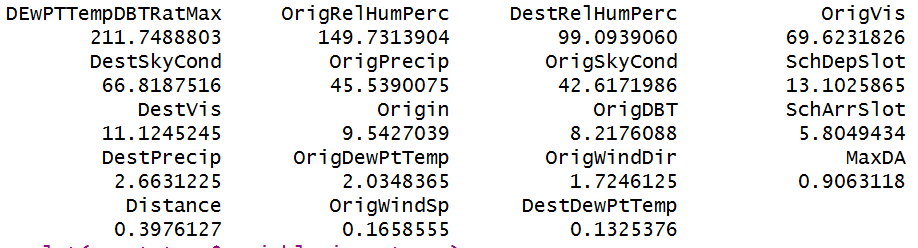 DEwPTTempDBTRatMax OrigRelHumPerc DestRelHumPerc OrigVis
211.7488803 149.7313904 99.0939060 69.6231826
DestSkyCond OrigPrecip OrigSkyCond SchDepSlot
66.8187516 45.5390075 42.6171986 13.1025865
DestVis Origin OrigDBT SchArrSlot
11.1245245 9.5427039 8.2176088 5.8049434
DestPrecip OrigDewPtTemp OrigWindDir MaxDA
2.6631225 2.0348365 1.7246125 0.9063118
Distance OrigWindSp DestDewPtTemp
0.3976127 0.1658555 0.1325376